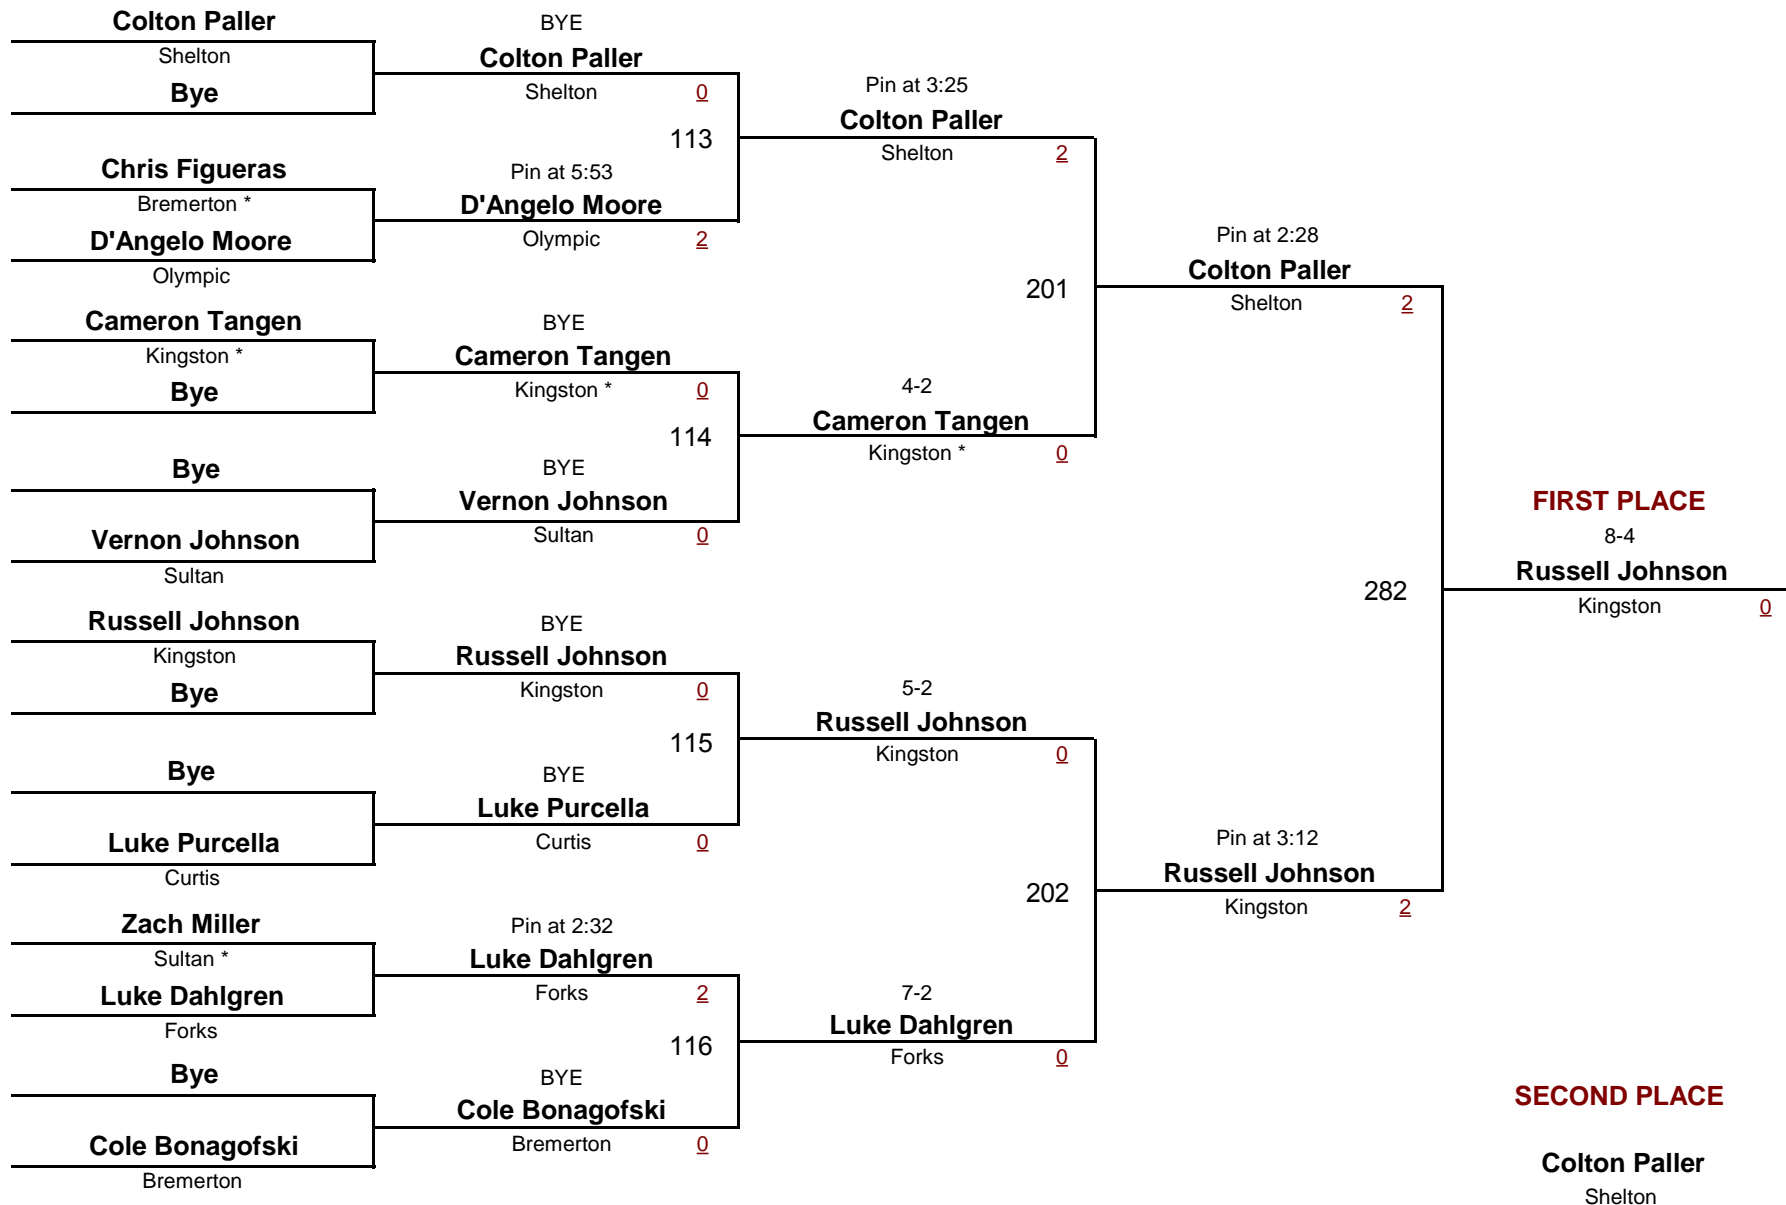 Colton Paller
Shelton
Bye
Chris Figueras
Bremerton *
D'Angelo Moore
Olympic
Cameron Tangen
Kingston *
Bye
Bye
Vernon Johnson
Sultan
Russell Johnson
Kingston
Bye
Bye
Luke Purcella
Curtis
Zach Miller
Sultan *
Luke Dahlgren
Forks
Bye
Cole Bonagofski
Bremerton
BYE
Colton Paller
Shelton 0
113
Pin at 5:53
D'Angelo Moore
Olympic 2
BYE
Cameron Tangen
Kingston * 0
114
BYE
Vernon Johnson
Sultan 0
BYE
Russell Johnson
Kingston 0
115
BYE
Luke Purcella
Curtis 0
Pin at 2:32
Luke Dahlgren
Forks 2
116
BYE
Cole Bonagofski
Bremerton 0
Pin at 3:25
Colton Paller
Shelton 2
201
4-2
Cameron Tangen
Kingston * 0
5-2
Russell Johnson
Kingston 0
202
7-2
Luke Dahlgren
Forks 0
Pin at 2:28
Colton Paller
Shelton 2
282
Pin at 3:12
Russell Johnson
Kingston 2
FIRST PLACE
8-4
Russell Johnson
Kingston 0
SECOND PLACE
Colton Paller
Shelton